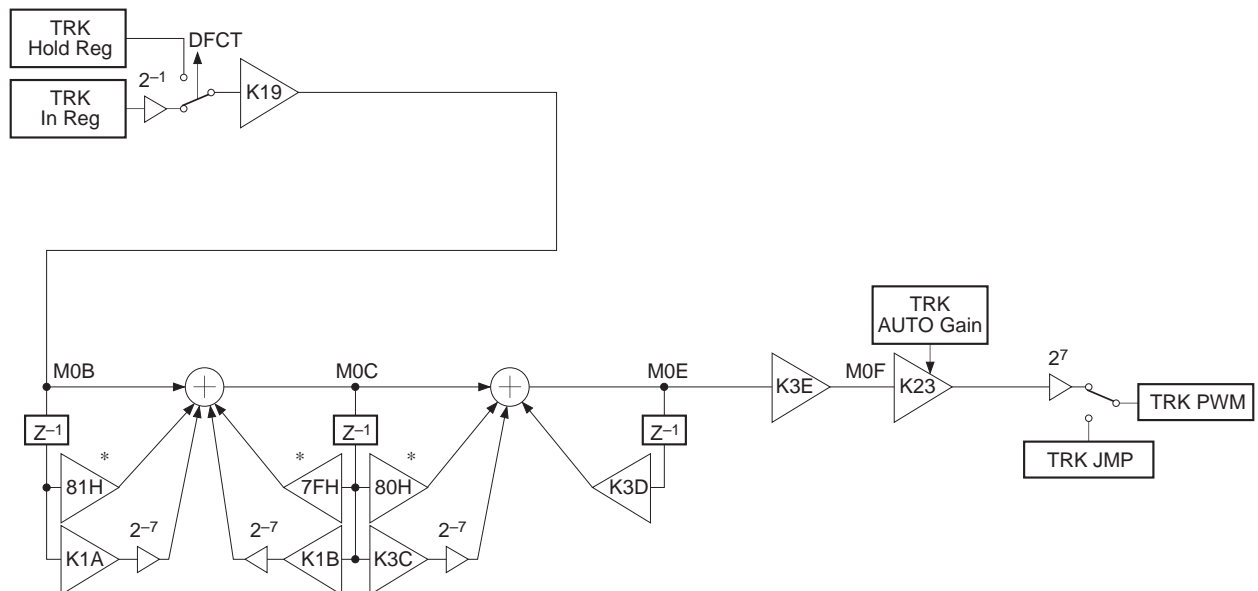 TRK
Hold Reg
DFCT
2–1
TRK
In Reg
K19
TRK
AUTO Gain
M0B
M0C
M0E
K3E
M0F
K23
27
TRK PWM
Z–1
Z–1
Z–1
TRK JMP
*
*
*
81H
7FH
80H
K3D
2–7
2–7
2–7
K1A
K1B
K3C